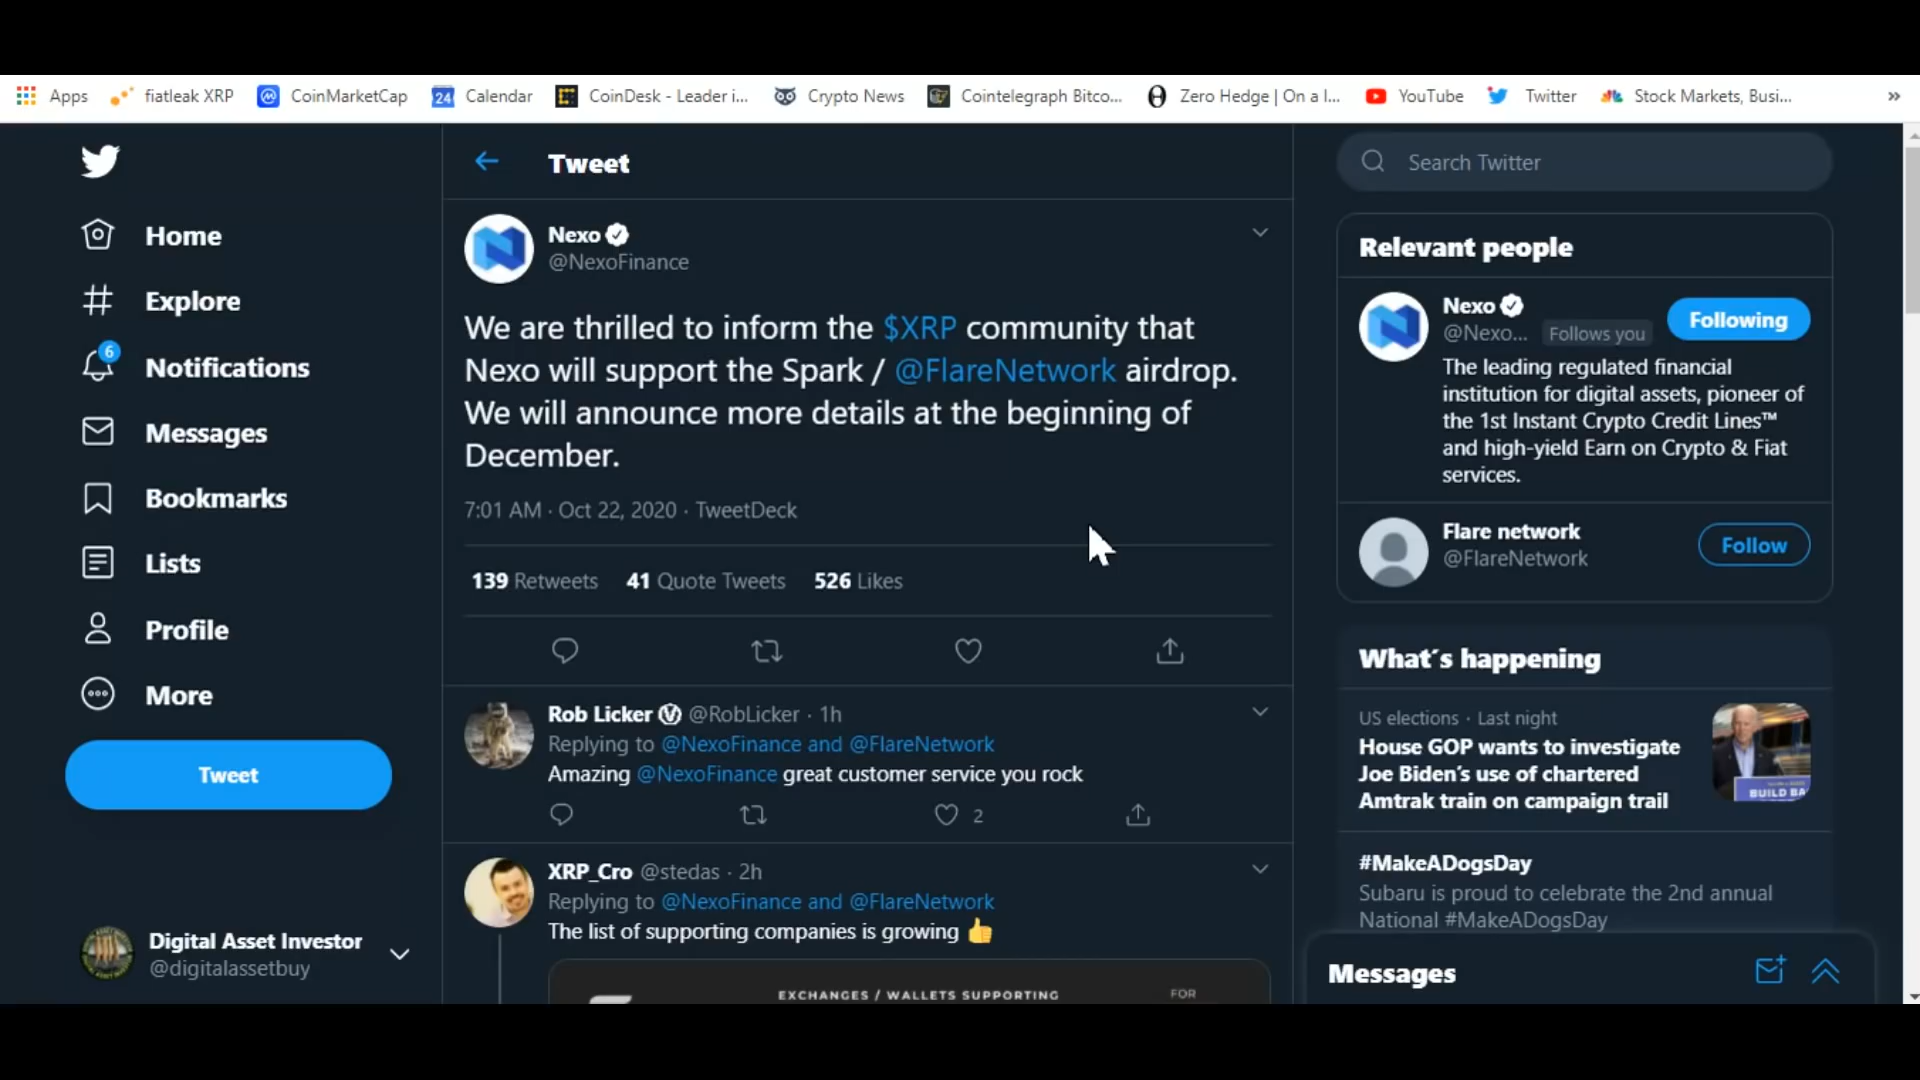 Apps fiatleak XRP CoinMarketCap 24 Calendar CoinDesk - Leader i... Crypto News Cointelegraph Bitco... Zero Hedge | On a l... YouTube Twitter Stock Markets, Busi... »
Home
Explore
6
Notifications
Messages
Bookmarks
Lists
Profile
More
Tweet
Digital Asset Investor
@digitalassetbuy
Tweet
Nexo
@NexoFinance
We are thrilled to inform the $XRP community that
Nexo will support the Spark / @FlareNetwork airdrop.
We will announce more details at the beginning of
December.
7:01 AM · Oct 22, 2020 · TweetDeck
139 Retweets 41 Quote Tweets 526 Likes
Rob Licker @RobLicker · 1h
Replying to @NexoFinance and @FlareNetwork
Amazing @NexoFinance great customer service you rock
2
XRP_Cro @stedas · 2h
Replying to @NexoFinance and @FlareNetwork
The list of supporting companies is growing 👍
EXCHANGES / WALLETS SUPPORTING FOR
Search Twitter
Relevant people
Nexo
@Nexo... Follows you
Following
The leading regulated financial
institution for digital assets, pioneer of
the 1st Instant Crypto Credit Lines™
and high-yield Earn on Crypto & Fiat
services.
Flare network
@FlareNetwork
Follow
What's happening
US elections · Last night
House GOP wants to investigate
Joe Biden's use of chartered
Amtrak train on campaign trail
BUILD BA
#MakeADogsDay
Subaru is proud to celebrate the 2nd annual
National #MakeADogsDay
Messages